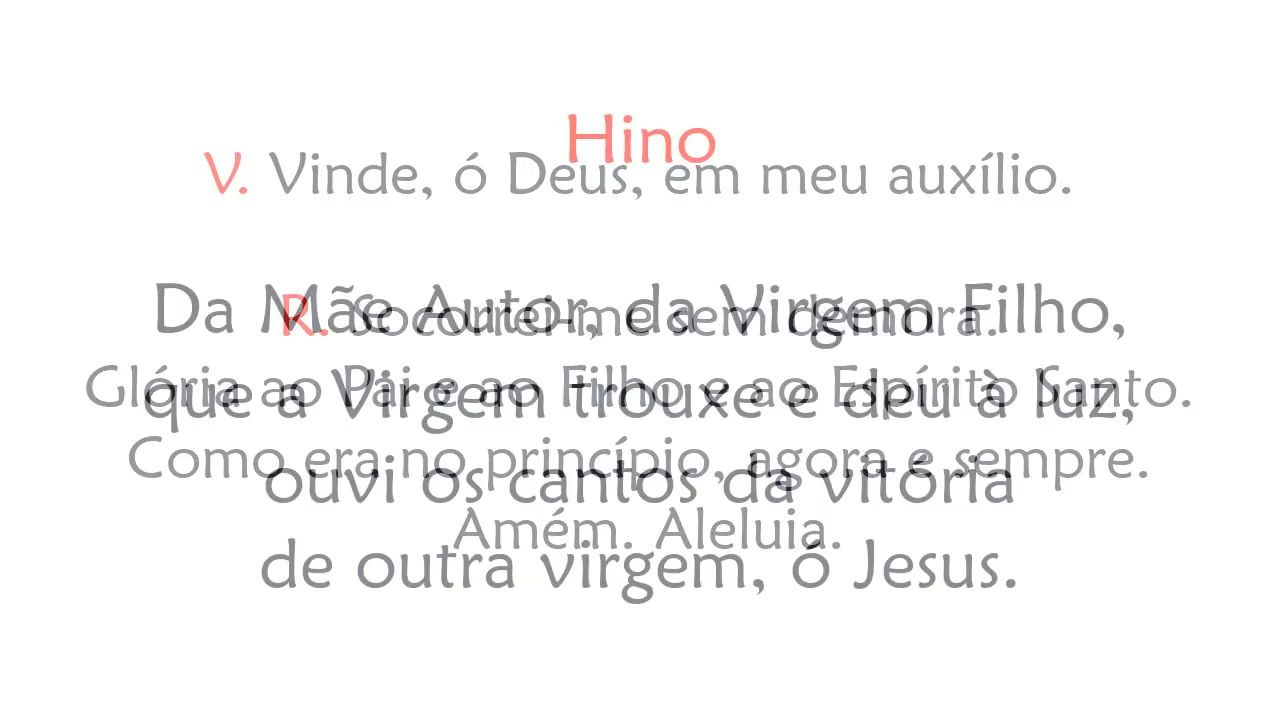 V. Vinde, ó Deus, em meu auxílio.
R. Socorrei-me sem demora.
Glória ao Pai e ao Filho e ao Espírito Santo.
Como era no princípio, agora e sempre.
Amém. Aleluia.
Hino
Da Mãe Autor, da Virgem Filho,
que a Virgem trouxe e deu à luz,
ouvi os cantos da vitória
de outra virgem, ó Jesus.